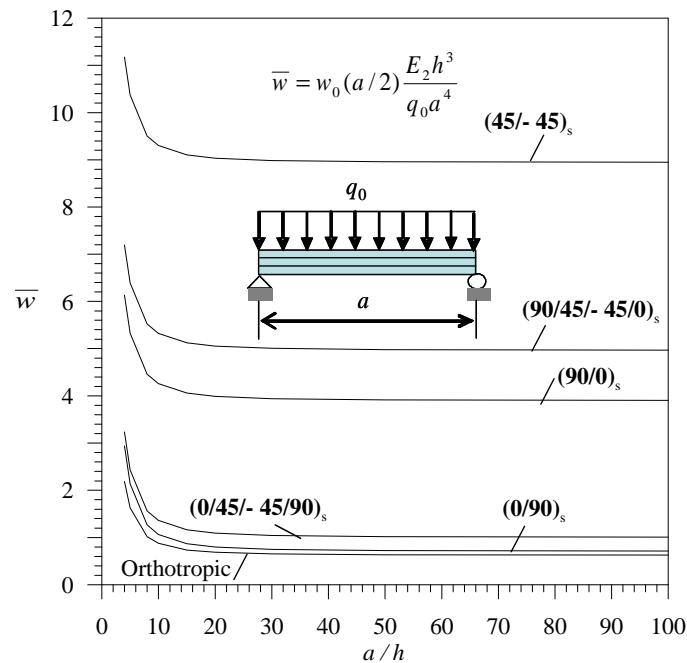 12
10
8
6
4
2
0
w̅
w̅ = w₀(a/2) E₂h³/q₀a⁴
(45/- 45)ₛ
q₀
a
(90/45/- 45/0)ₛ
(90/0)ₛ
(0/45/- 45/90)ₛ
(0/90)ₛ
Orthotropic
0 10 20 30 40 50 60 70 80 90 100
a/h